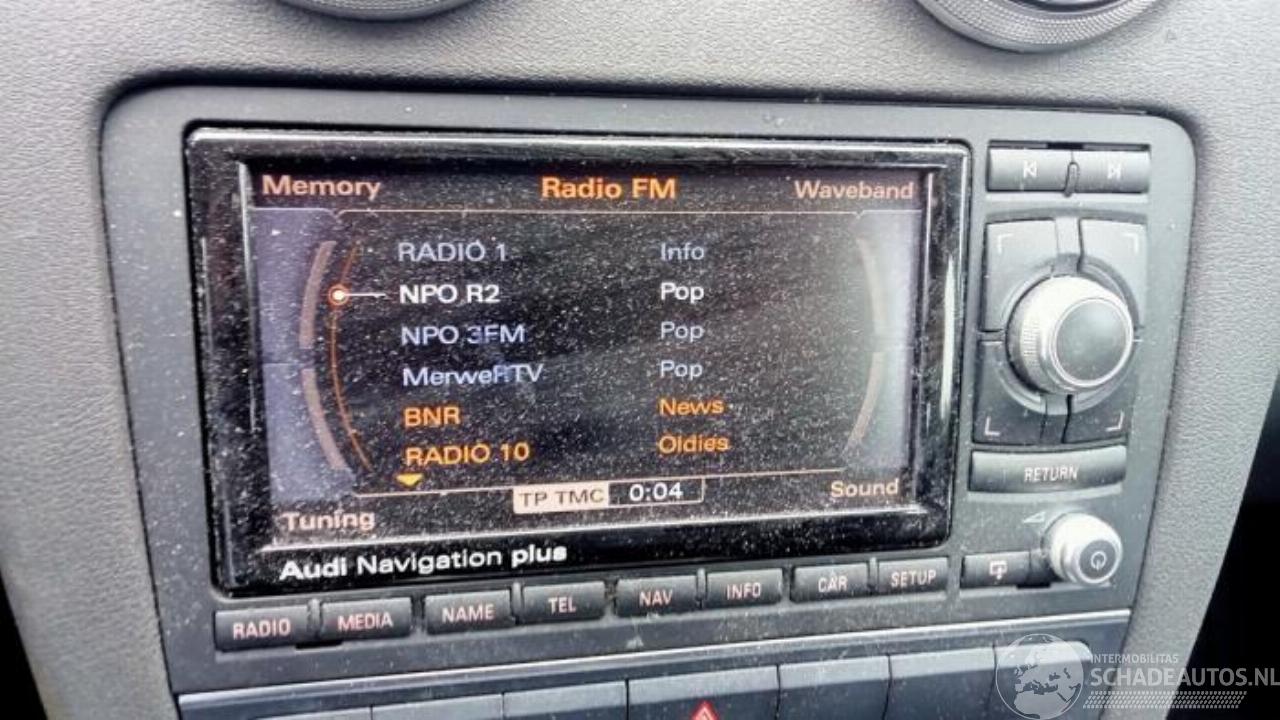 Memory Radio FM Waveband
RADIO 1 Info
NPO R2 Pop
NPO 3FM Pop
MerweRTV Pop
BNR News
RADIO 10 Oldies
TP TMC 0:04
Tuning Sound
Audi Navigation plus
RETURN
RADIO MEDIA NAME TEL NAV INFO CAR SETUP
INTERMOBILITAS
SCHADEAUTOS.NL